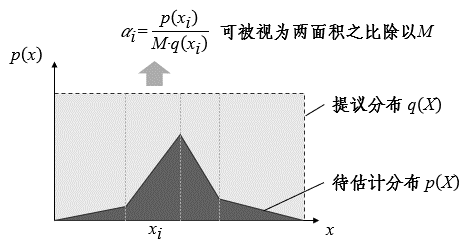 αi = p(xi) / M·q(xi) 可被视为两面积之比除以M
p(x)
提议分布 q(X)
待估计分布 p(X)
xi
x